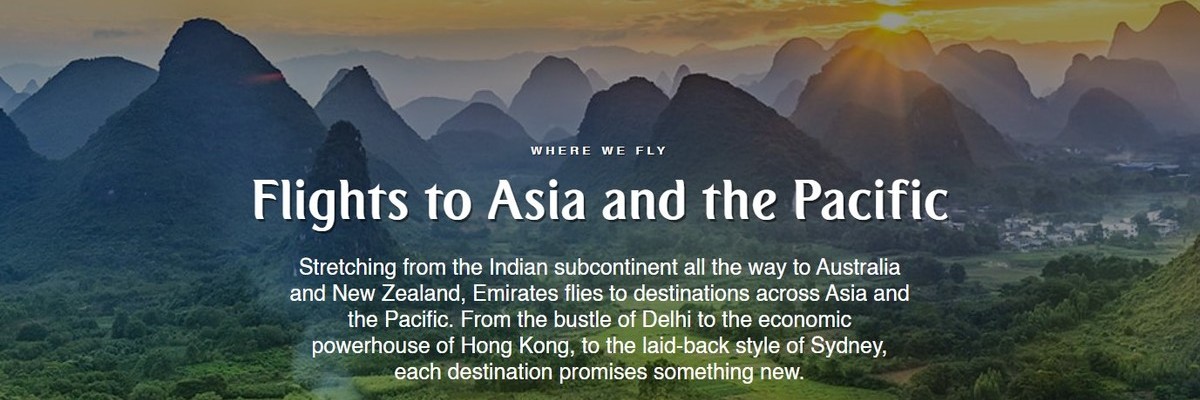 WHERE WE FLY
Flights to Asia and the Pacific
Stretching from the Indian subcontinent all the way to Australia
and New Zealand, Emirates flies to destinations across Asia and
the Pacific. From the bustle of Delhi to the economic
powerhouse of Hong Kong, to the laid-back style of Sydney,
each destination promises something new.